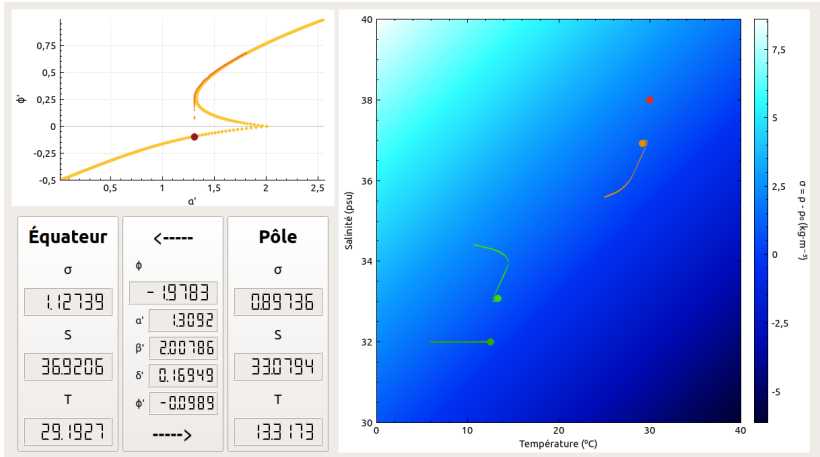 0,75
0,5
0,25
0
-0,25
-0,5
ϕ'
0,5
1
1,5
2
2,5
α'
Équateur
σ
1.12739
S
36.9206
T
29.1927
<-----
ϕ
-1.9783
α' 1.3092
β' 2.00786
δ' 0.16949
ϕ' -0.0989
----->
Pôle
σ
0.89736
S
33.0794
T
13.3173
40
38
36
34
32
30
Salinité (psu)
0
10
20
30
40
Température (ºC)
7,5
5
2,5
0
-2,5
-5
σ = ρ - ρ₀ (kg·m⁻³)